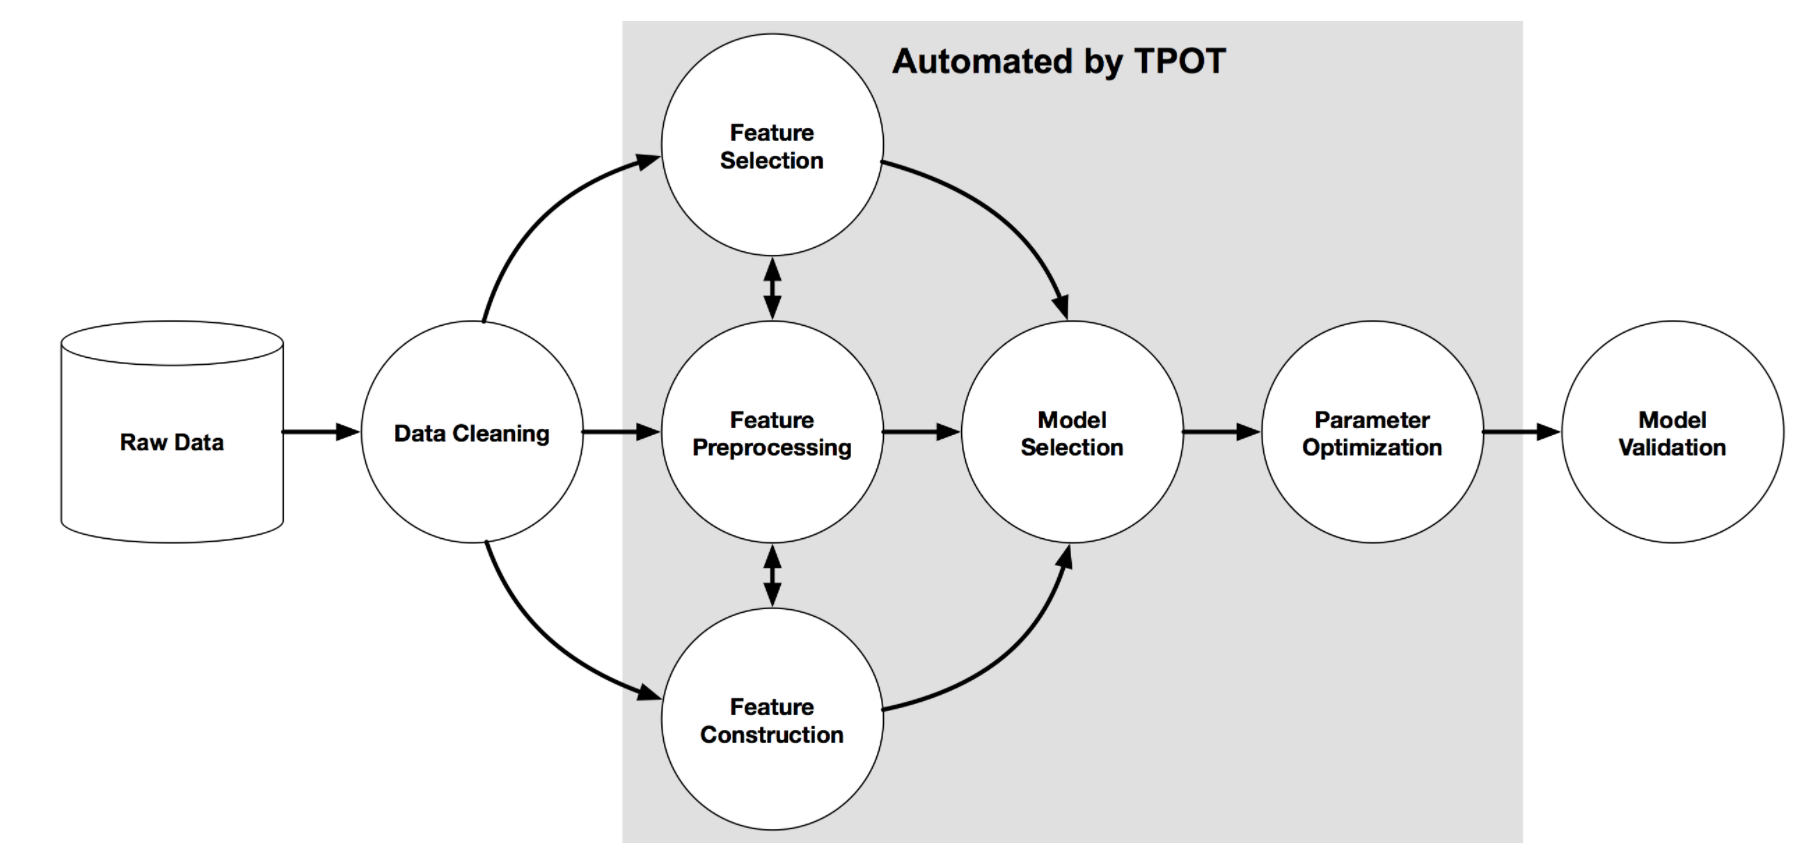 Automated by TPOT
Feature
Selection
Raw Data
Data Cleaning
Feature
Preprocessing
Model
Selection
Parameter
Optimization
Model
Validation
Feature
Construction